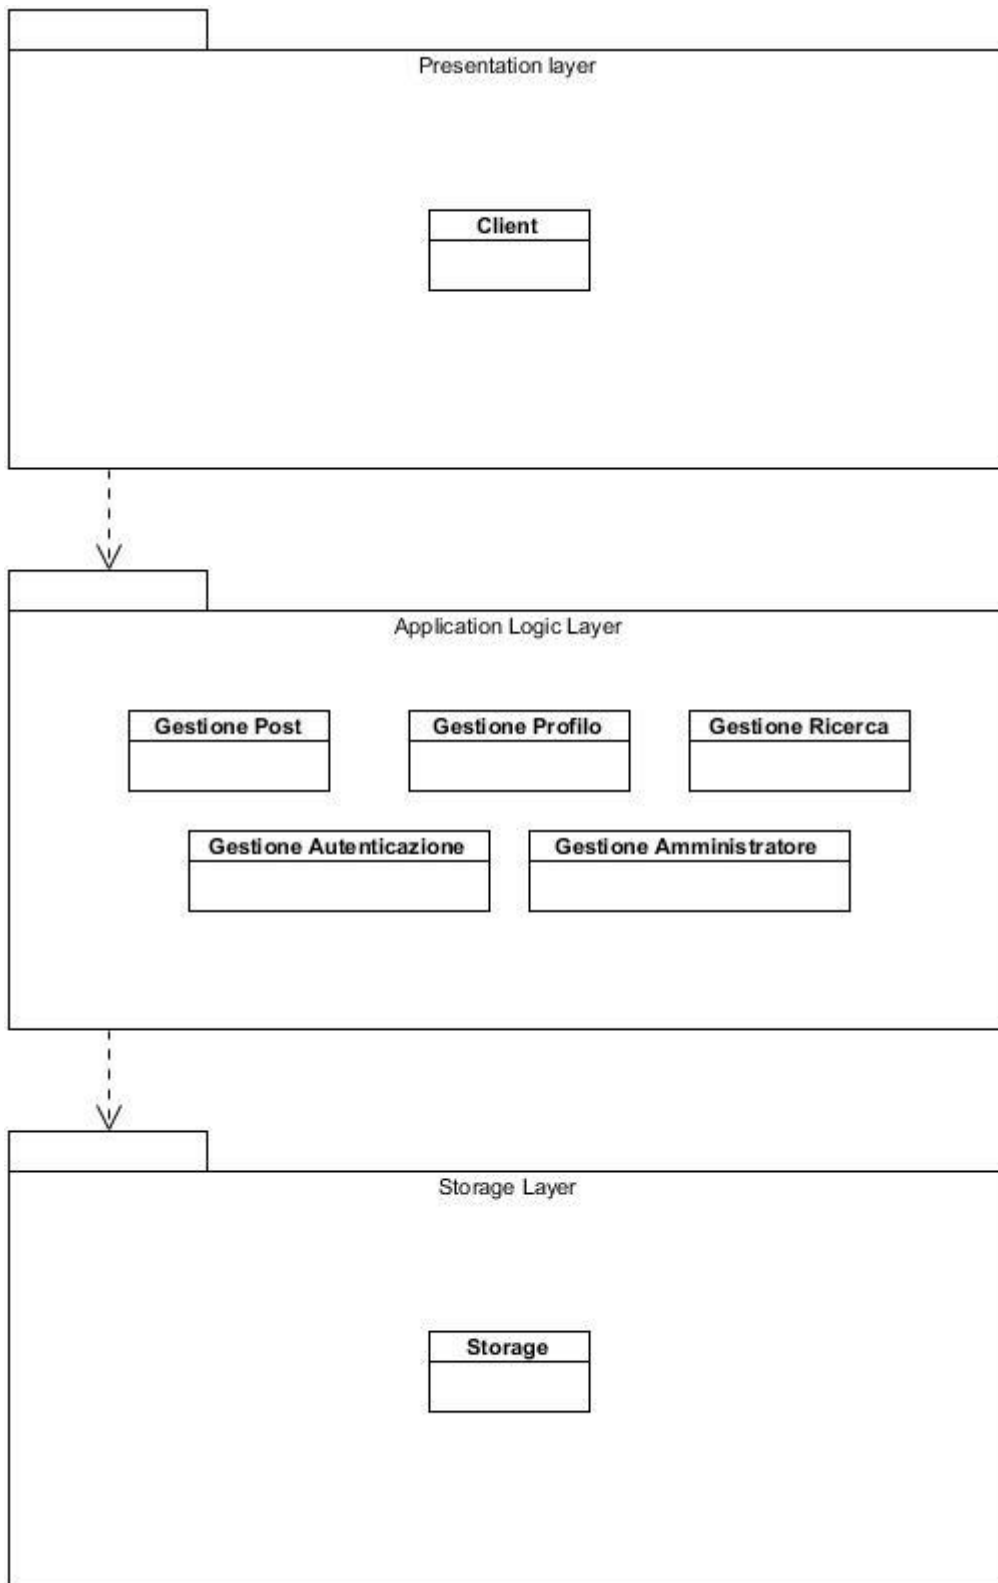 Presentation layer
Client
Application Logic Layer
Gestione Post
Gestione Profilo
Gestione Ricerca
Gestione Autenticazione
Gestione Amministratore
Storage Layer
Storage